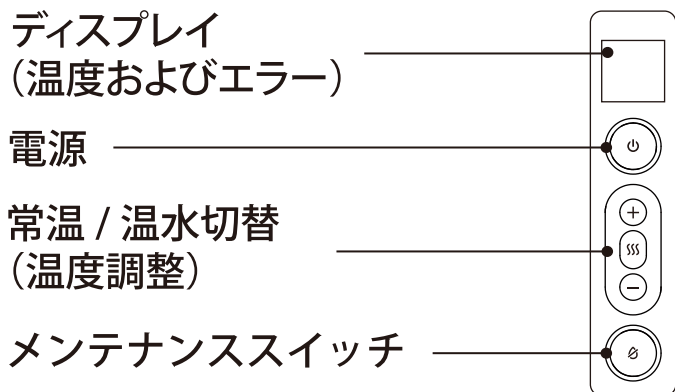 ディスプレイ
（温度およびエラー）
電源
常温 / 温水切替
（温度調整）
メンテナンススイッチ